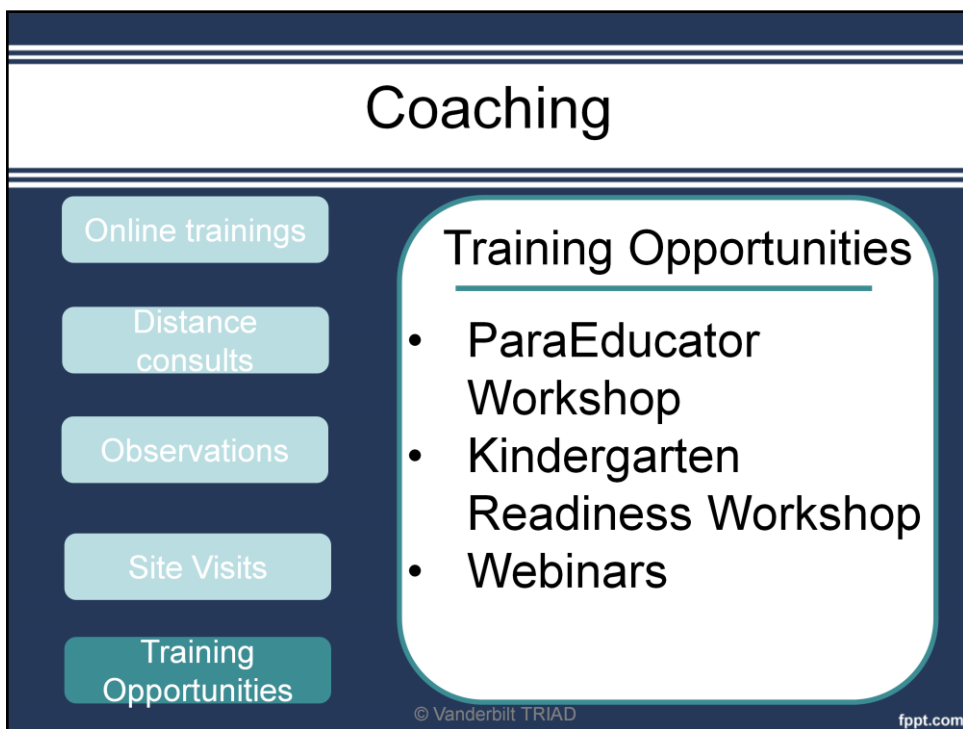 Coaching
Online trainings
Distance
consults
Observations
Site Visits
Training
Opportunities
Training Opportunities
• ParaEducator
Workshop
• Kindergarten
Readiness Workshop
• Webinars
© Vanderbilt TRIAD
fppt.com